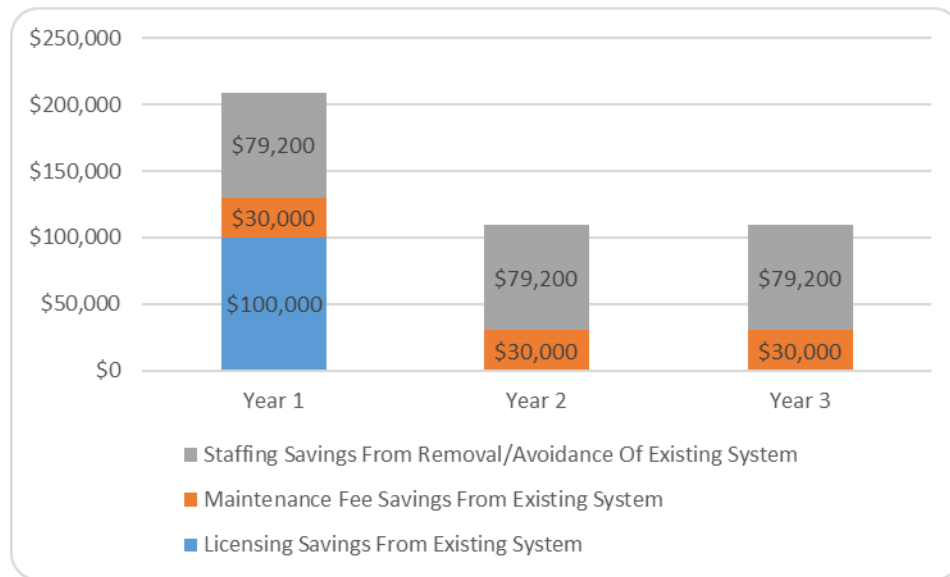 $250,000
$200,000
$150,000
$100,000
$50,000
$0
$79,200
$30,000
$100,000
$79,200
$30,000
$79,200
$30,000
Year 1
Year 2
Year 3
Staffing Savings From Removal/Avoidance Of Existing System
Maintenance Fee Savings From Existing System
Licensing Savings From Existing System